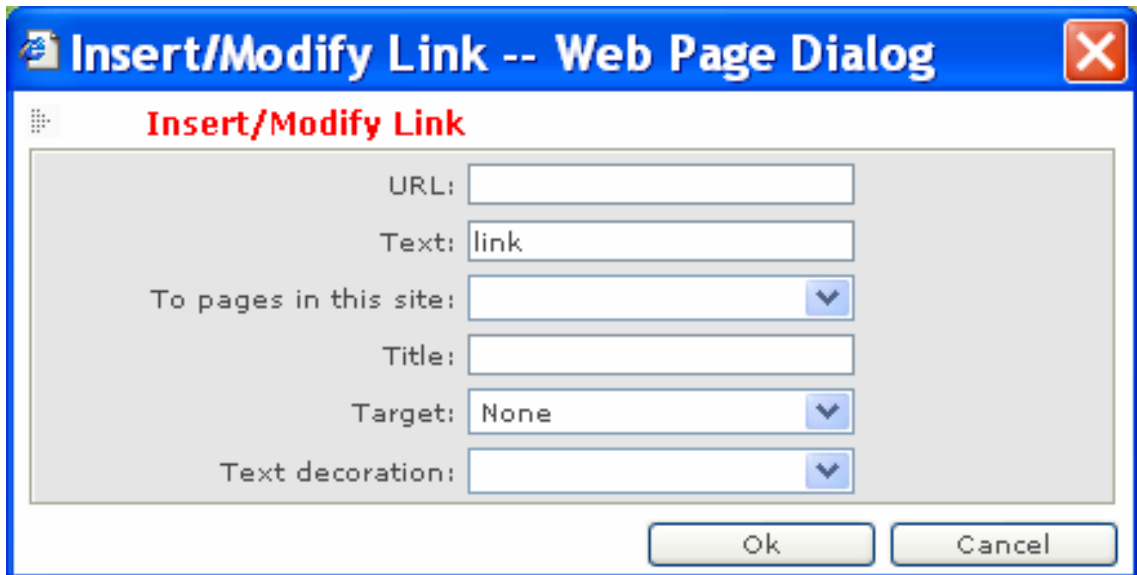 Insert/Modify Link -- Web Page Dialog
Insert/Modify Link
URL:
Text: link
To pages in this site:
Title:
Target: None
Text decoration:
Ok Cancel